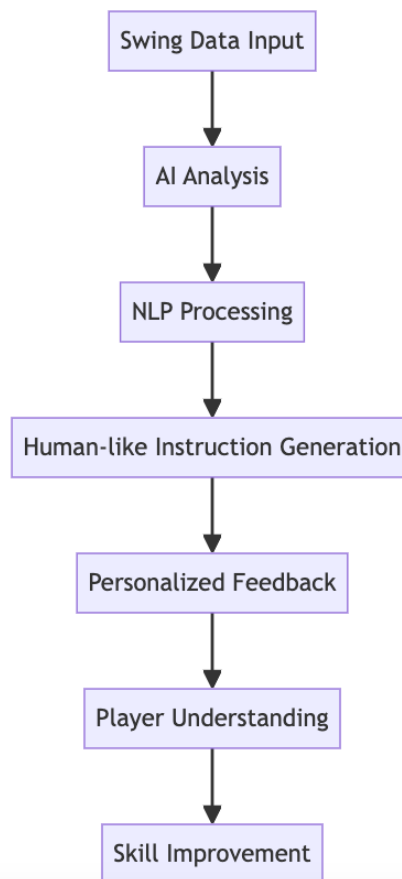 Swing Data Input
AI Analysis
NLP Processing
Human-like Instruction Generation
Personalized Feedback
Player Understanding
Skill Improvement